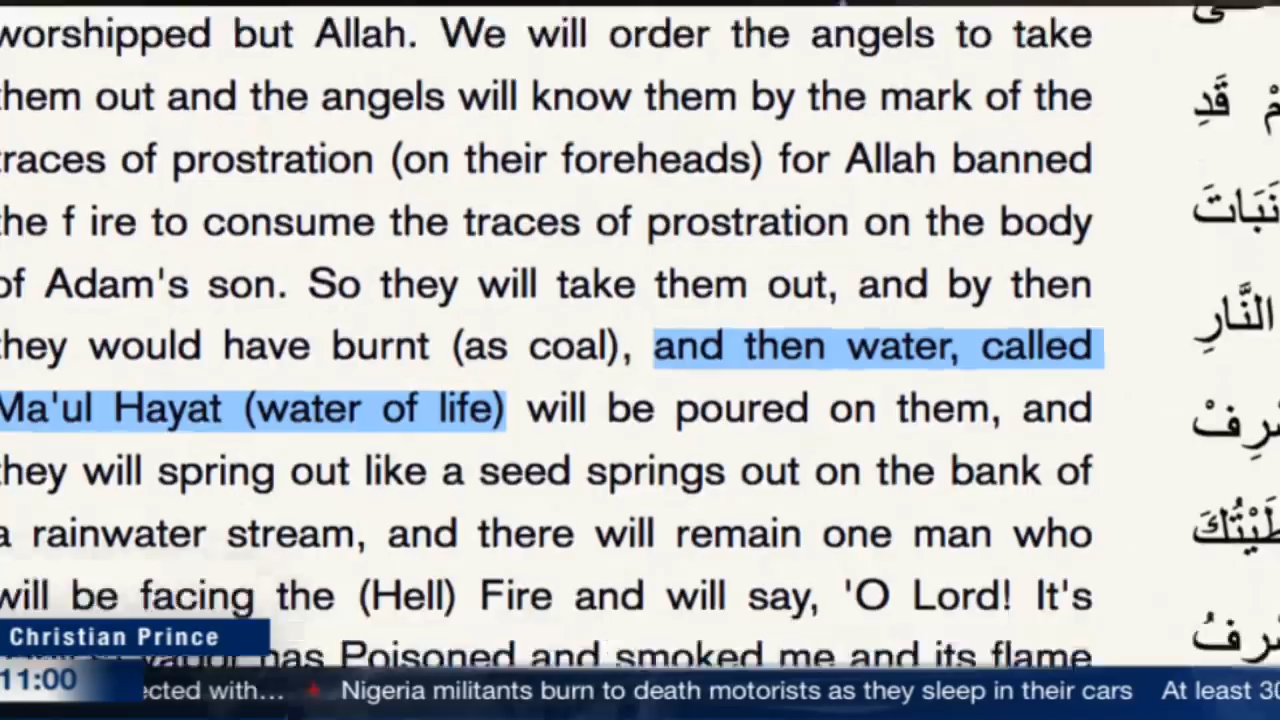 worshipped but Allah. We will order the angels to take
them out and the angels will know them by the mark of the
traces of prostration (on their foreheads) for Allah banned
the f ire to consume the traces of prostration on the body
of Adam's son. So they will take them out, and by then
they would have burnt (as coal), and then water, called
Ma'ul Hayat (water of life) will be poured on them, and
they will spring out like a seed springs out on the bank of
a rainwater stream, and there will remain one man who
will be facing the (Hell) Fire and will say, 'O Lord! It's
has Poisoned and smoked me and its flame
قَدِ
النَّارِ
Christian Prince
11:00
ected with... Nigeria militants burn to death motorists as they sleep in their cars At least 30